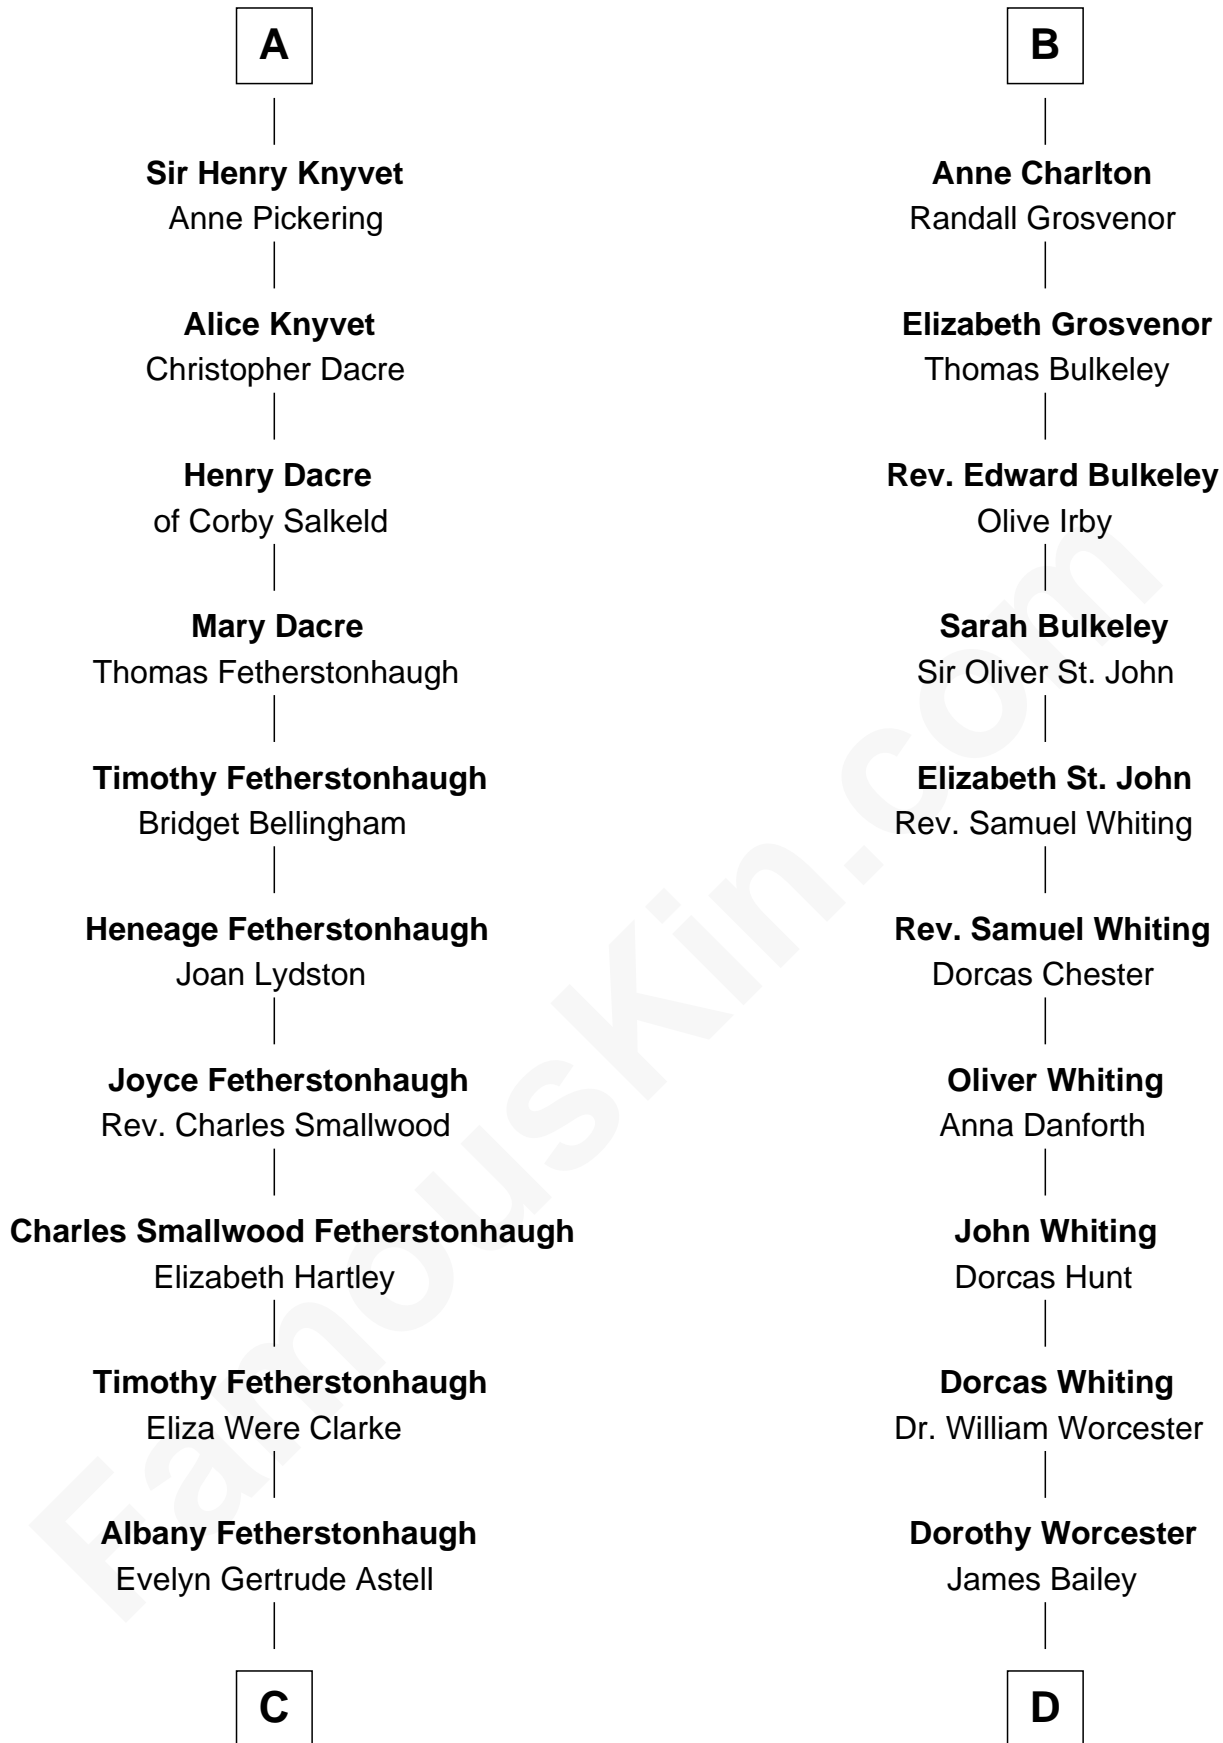 A
Sir Henry Knyvet
Anne Pickering
Alice Knyvet
Christopher Dacre
Henry Dacre
of Corby Salkeld
Mary Dacre
Thomas Fetherstonhaugh
Timothy Fetherstonhaugh
Bridget Bellingham
Heneage Fetherstonhaugh
Joan Lydston
Joyce Fetherstonhaugh
Rev. Charles Smallwood
Charles Smallwood Fetherstonhaugh
Elizabeth Hartley
Timothy Fetherstonhaugh
Eliza Were Clarke
Albany Fetherstonhaugh
Evelyn Gertrude Astell
C
B
Anne Charlton
Randall Grosvenor
Elizabeth Grosvenor
Thomas Bulkeley
Rev. Edward Bulkeley
Olive Irby
Sarah Bulkeley
Sir Oliver St. John
Elizabeth St. John
Rev. Samuel Whiting
Rev. Samuel Whiting
Dorcas Chester
Oliver Whiting
Anna Danforth
John Whiting
Dorcas Hunt
Dorcas Whiting
Dr. William Worcester
Dorothy Worcester
James Bailey
D
FamousKin.com